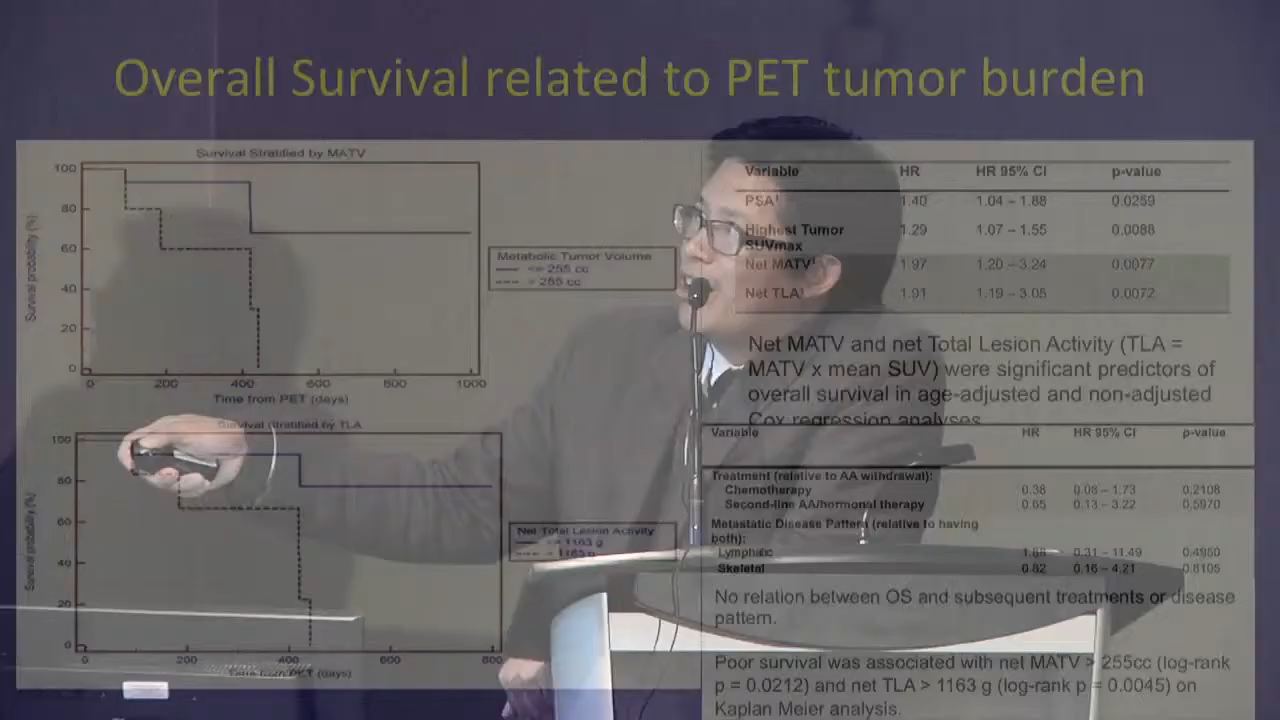 Overall Survival related to PET tumor burden
Survival Stratified by MATV
Survival probability (%)
100
80
60
40
20
0
0 200 400 600 800 1000
Time from PET (days)
Metabolic Tumor Volume
<= 255 cc
> 255 cc
Survival stratified by TLA
Survival probability (%)
100
80
60
40
20
0
0 200 400 600 800
Time from PET (days)
Net Total Lesion Activity
<= 1163 g
> 1163 g
Variable HR HR 95% CI p-value
PSA¹ 1.40 1.04 – 1.88 0.0259
Highest Tumor
SUVmax 1.29 1.07 – 1.55 0.0088
Net MATV¹ 1.97 1.20 – 3.24 0.0077
Net TLA¹ 1.91 1.19 – 3.05 0.0072
Net MATV and net Total Lesion Activity (TLA =
MATV x mean SUV) were significant predictors of
overall survival in age-adjusted and non-adjusted
Cox regression analyses
Variable HR HR 95% CI p-value
Treatment (relative to AA withdrawal):
Chemotherapy 0.38 0.08 – 1.73 0.2108
Second-line AA/hormonal therapy 0.65 0.13 – 3.22 0.5970
Metastatic Disease Pattern (relative to having
both):
Lymphatic 1.88 0.31 – 11.49 0.4950
Skeletal 0.82 0.16 – 4.21 0.8105
No relation between OS and subsequent treatments or disease
pattern.
Poor survival was associated with net MATV > 255cc (log-rank
p = 0.0212) and net TLA > 1163 g (log-rank p = 0.0045) on
Kaplan Meier analysis.